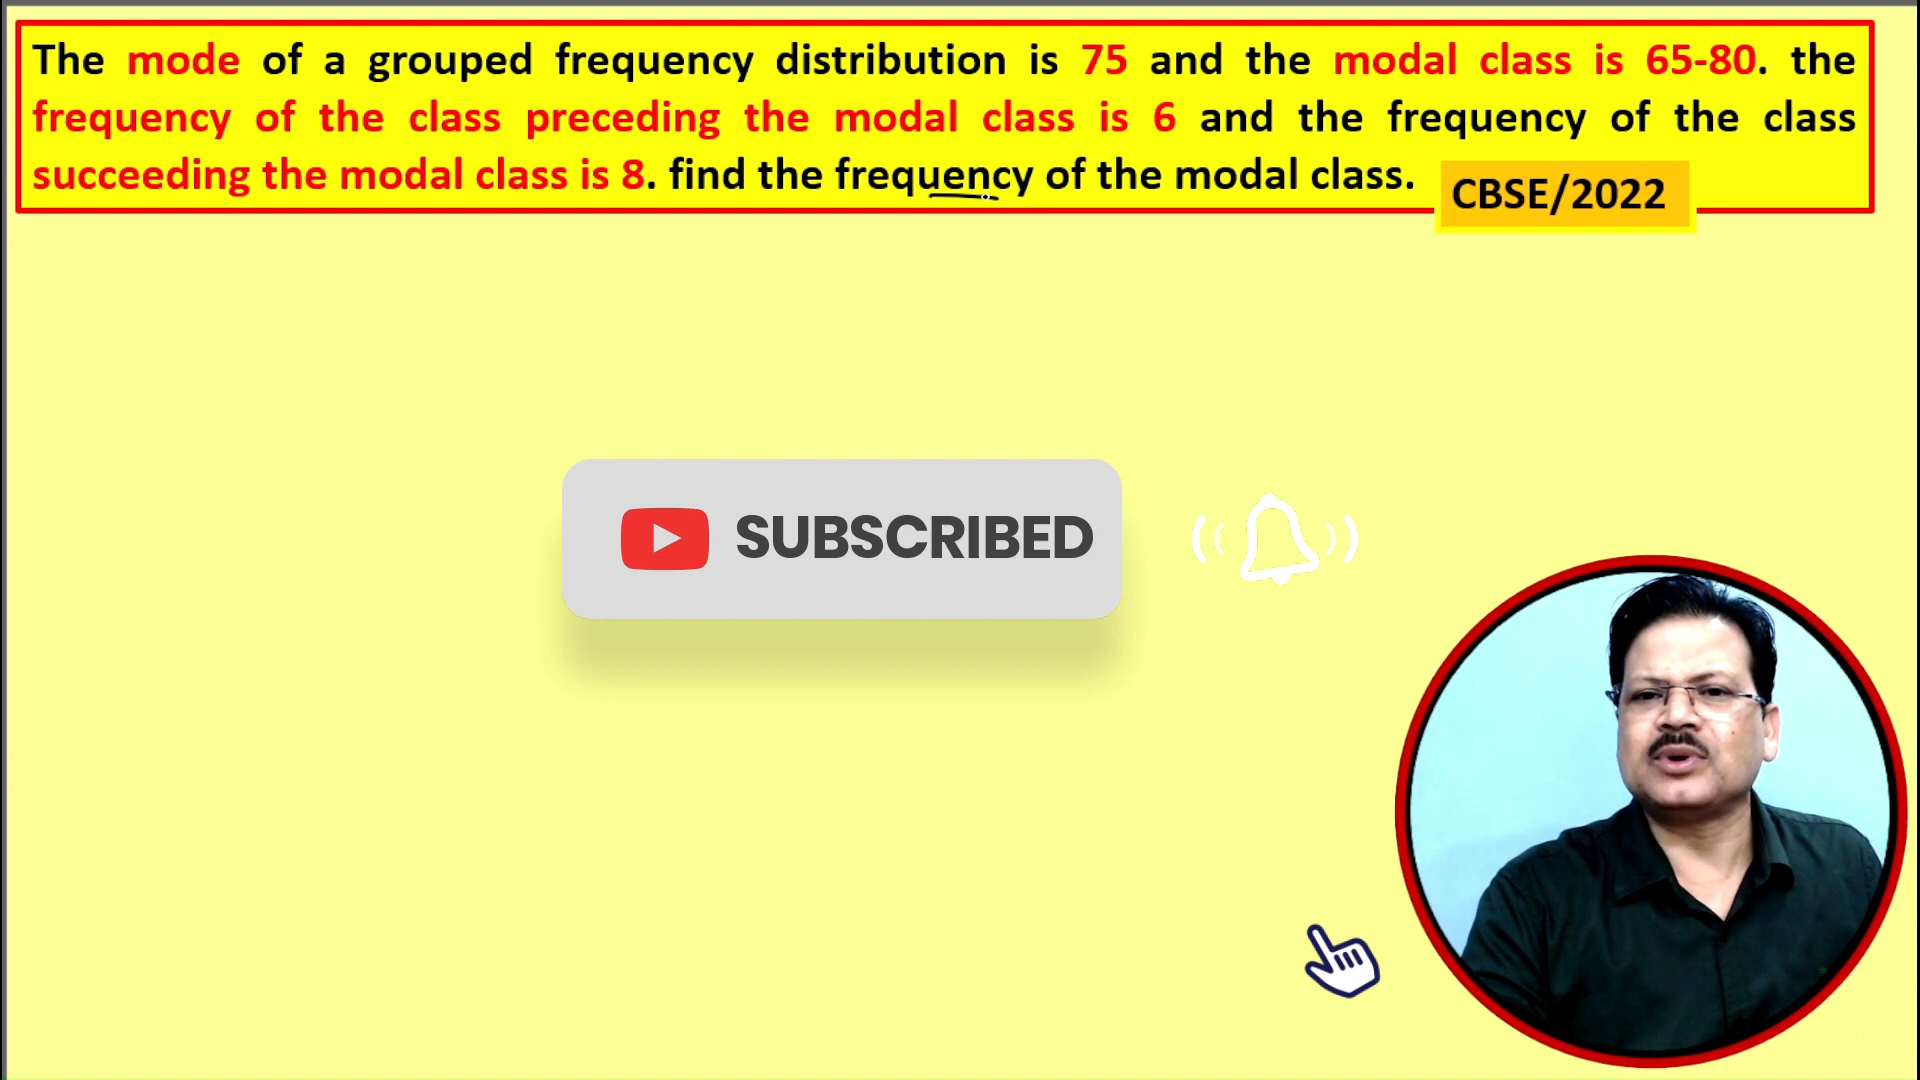 The mode of a grouped frequency distribution is 75 and the modal class is 65-80. the
frequency of the class preceding the modal class is 6 and the frequency of the class
succeeding the modal class is 8. find the frequency of the modal class.
CBSE/2022
SUBSCRIBED